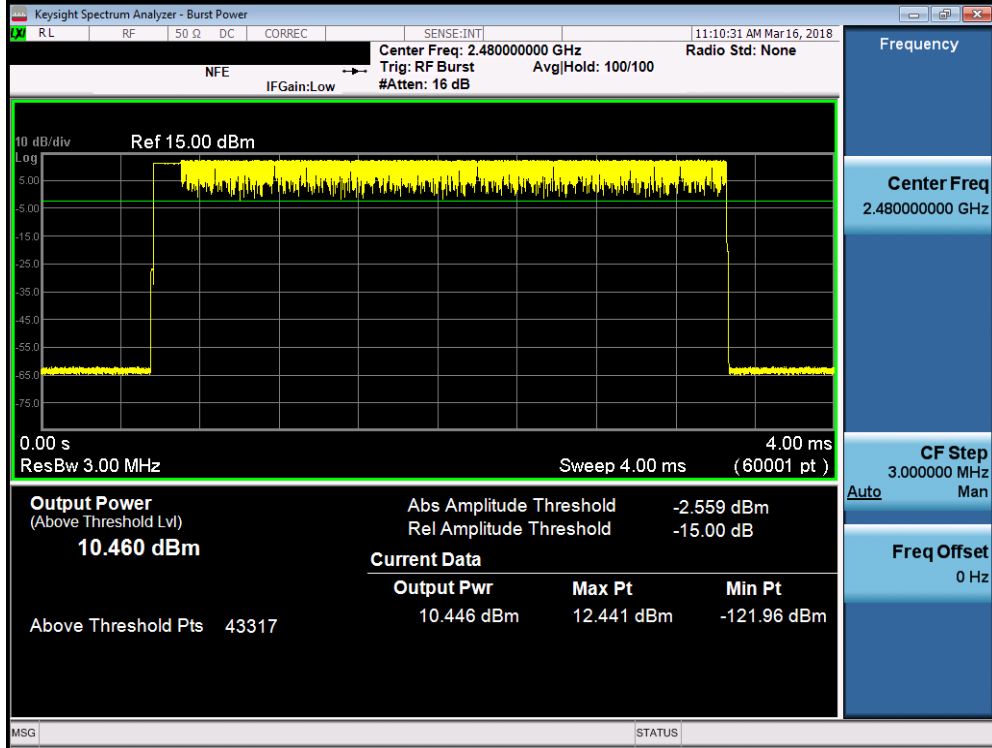 Keysight Spectrum Analyzer - Burst Power
LXI RL RF 50 Ω DC CORREC SENSE:INT 11:10:31 AM Mar 16, 2018
Center Freq: 2.480000000 GHz Radio Std: None
NFE Trig: RF Burst Avg|Hold: 100/100
IFGain:Low #Atten: 16 dB
10 dB/div Ref 15.00 dBm
Log
5.00
-5.00
-15.0
-25.0
-35.0
-45.0
-55.0
-65.0
-75.0
0.00 s 4.00 ms
ResBw 3.00 MHz Sweep 4.00 ms (60001 pt)
Output Power
(Above Threshold Lvl)
10.460 dBm
Above Threshold Pts 43317
Abs Amplitude Threshold -2.559 dBm
Rel Amplitude Threshold -15.00 dB
Current Data
Output Pwr Max Pt Min Pt
10.446 dBm 12.441 dBm -121.96 dBm
Frequency
Center Freq
2.480000000 GHz
CF Step
3.000000 MHz
Auto Man
Freq Offset
0 Hz
MSG STATUS